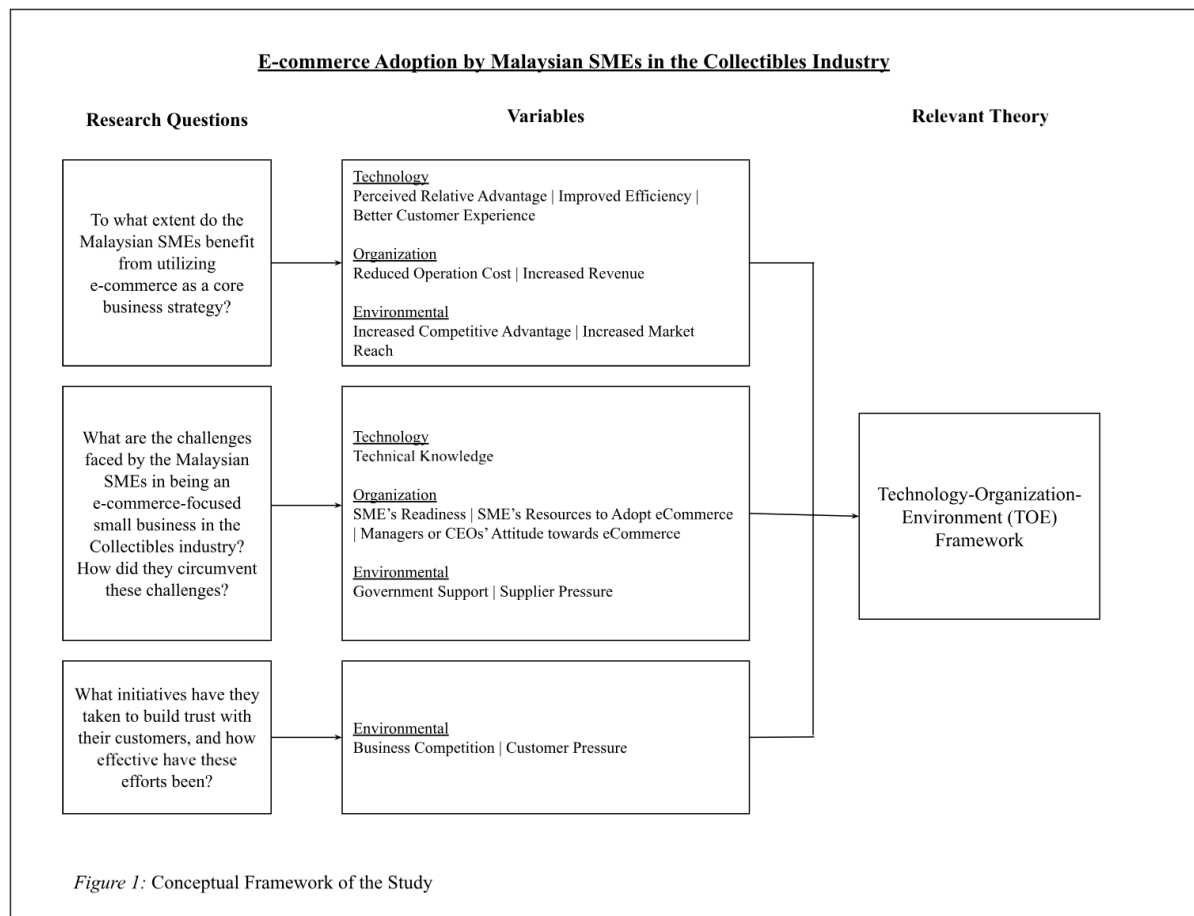 E-commerce Adoption by Malaysian SMEs in the Collectibles Industry
Research Questions
Variables
Relevant Theory
To what extent do the
Malaysian SMEs benefit
from utilizing
e-commerce as a core
business strategy?
Technology
Perceived Relative Advantage | Improved Efficiency |
Better Customer Experience
Organization
Reduced Operation Cost | Increased Revenue
Environmental
Increased Competitive Advantage | Increased Market
Reach
What are the challenges
faced by the Malaysian
SMEs in being an
e-commerce-focused
small business in the
Collectibles industry?
How did they circumvent
these challenges?
Technology
Technical Knowledge
Organization
SME's Readiness | SME's Resources to Adopt eCommerce
| Managers or CEOs' Attitude towards eCommerce
Environmental
Government Support | Supplier Pressure
Technology-Organization-
Environment (TOE)
Framework
What initiatives have they
taken to build trust with
their customers, and how
effective have these
efforts been?
Environmental
Business Competition | Customer Pressure
Figure 1: Conceptual Framework of the Study